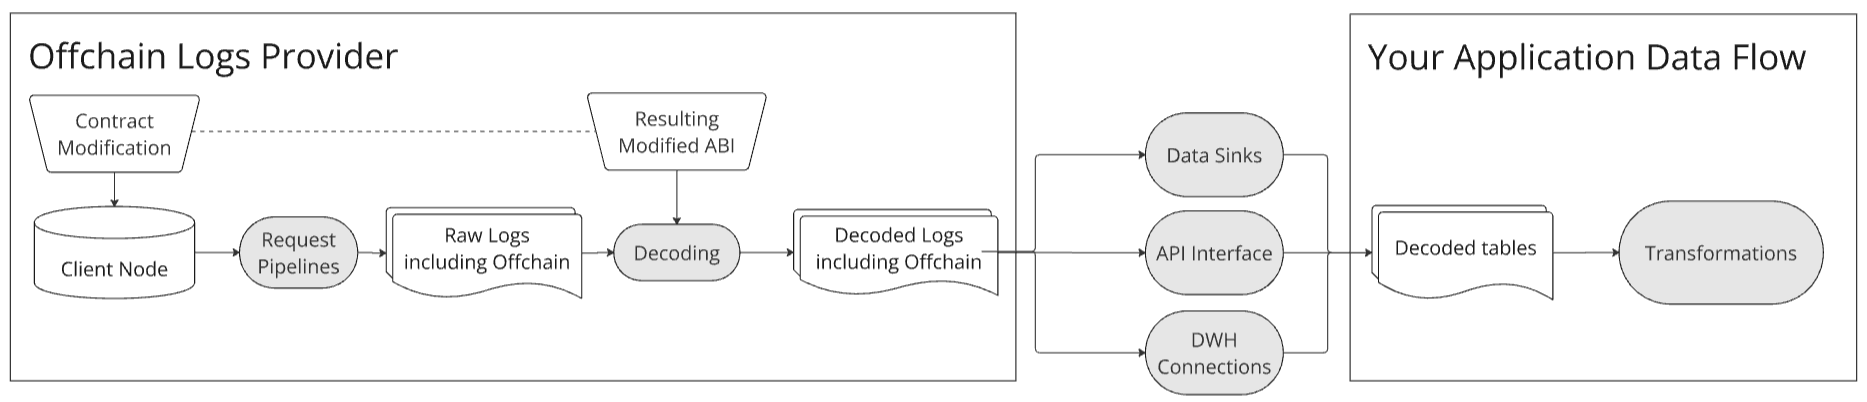 Offchain Logs Provider
Contract
Modification
Resulting
Modified ABI
Client Node
Request
Pipelines
Raw Logs
including Offchain
Decoding
Decoded Logs
including Offchain
Data Sinks
API Interface
DWH
Connections
Your Application Data Flow
Decoded tables
Transformations